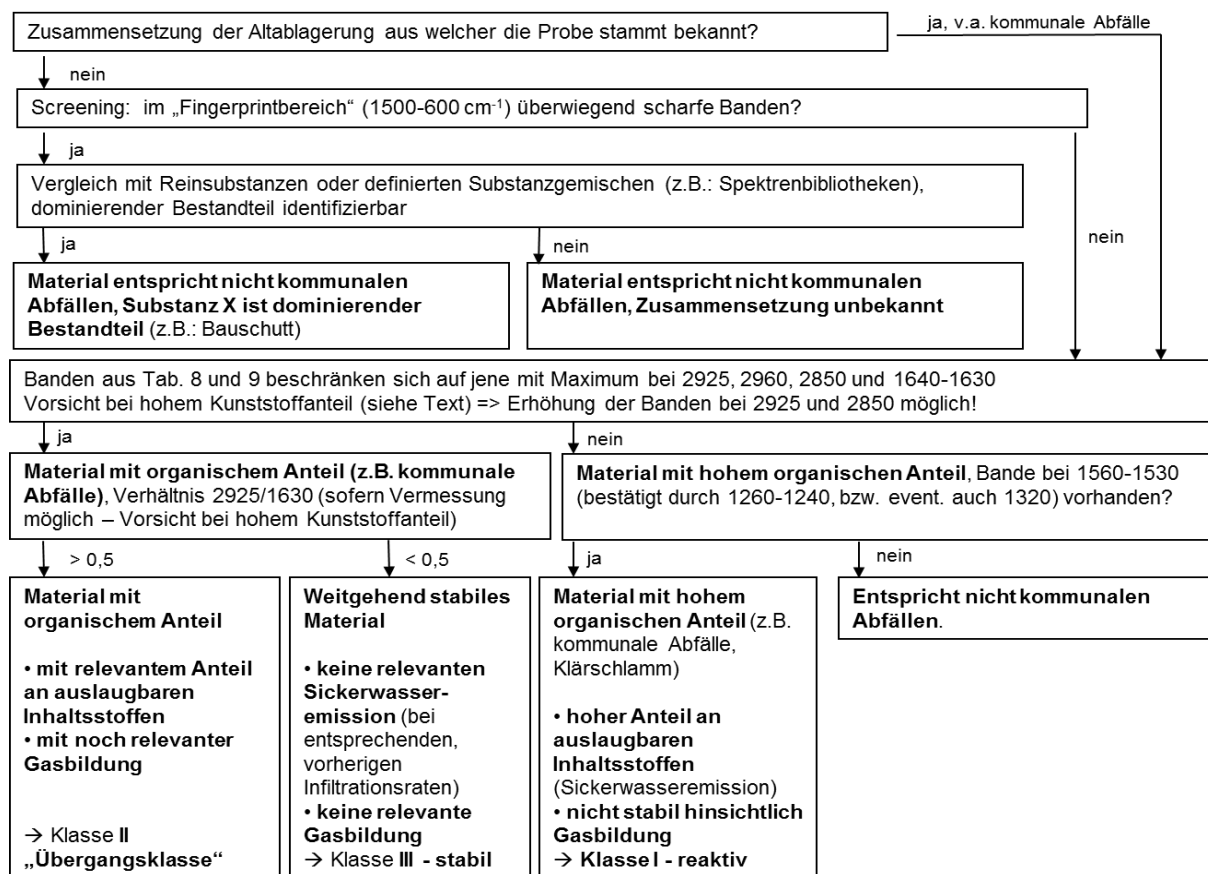 Zusammensetzung der Altablagerung aus welcher die Probe stammt bekannt?
ja, v.a. kommunale Abfälle
nein
Screening: im „Fingerprintbereich“ (1500-600 cm-1) überwiegend scharfe Banden?
ja
Vergleich mit Reinsubstanzen oder definierten Substanzgemischen (z.B.: Spektrenbibliotheken),
dominierender Bestandteil identifizierbar
nein
ja
nein
Material entspricht nicht kommunalen
Abfällen, Substanz X ist dominierender
Bestandteil (z.B.: Bauschutt)
Material entspricht nicht kommunalen
Abfällen, Zusammensetzung unbekannt
Banden aus Tab. 8 und 9 beschränken sich auf jene mit Maximum bei 2925, 2960, 2850 und 1640-1630
Vorsicht bei hohem Kunststoffanteil (siehe Text) => Erhöhung der Banden bei 2925 und 2850 möglich!
ja
nein
Material mit organischem Anteil (z.B. kommunale
Abfälle), Verhältnis 2925/1630 (sofern Vermessung
möglich – Vorsicht bei hohem Kunststoffanteil)
Material mit hohem organischen Anteil, Bande bei 1560-1530
(bestätigt durch 1260-1240, bzw. event. auch 1320) vorhanden?
> 0,5
< 0,5
ja
nein
Material mit
organischem Anteil
• mit relevantem Anteil
an auslaugbaren
Inhaltsstoffen
• mit noch relevanter
Gasbildung
→ Klasse II
„Übergangsklasse“
Weitgehend stabiles
Material
• keine relevanten
Sickerwasser-
emission (bei
entsprechenden,
vorherigen
Infiltrationsraten)
• keine relevante
Gasbildung
→ Klasse III - stabil
Material mit hohem
organischen Anteil (z.B.
kommunale Abfälle,
Klärschlamm)
• hoher Anteil an
auslaugbaren
Inhaltsstoffen
(Sickerwasseremission)
• nicht stabil hinsichtlich
Gasbildung
→ Klasse I - reaktiv
Entspricht nicht kommunalen
Abfällen.